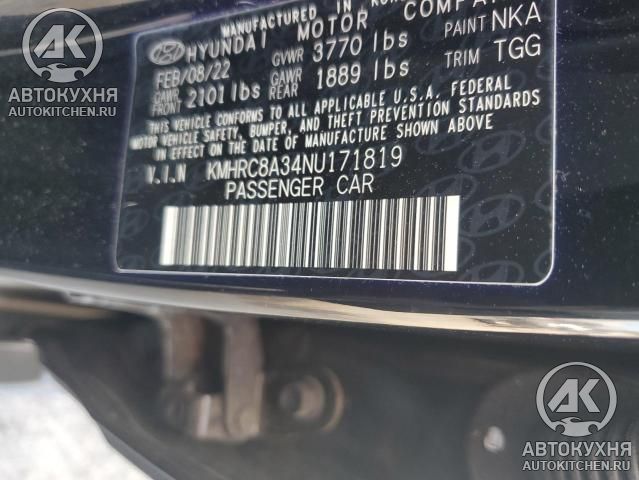 MANUFACTURED IN
HYUNDAI MOTOR COMPA
FEB/08/22 GVWR 3770 lbs PAINT NKA
GAWR FRONT 2101 lbs GAWR REAR 1889 lbs TRIM TGG
THIS VEHICLE CONFORMS TO ALL APPLICABLE U.S.A. FEDERAL
MOTOR VEHICLE SAFETY, BUMPER, AND THEFT PREVENTION STANDARDS
IN EFFECT ON THE DATE OF MANUFACTURE SHOWN ABOVE
V.I.N KMHRC8A34NU171819
PASSENGER CAR
АК
АВТОКУХНЯ
AUTOKITCHEN.RU
АК
АВТОКУХНЯ
AUTOKITCHEN.RU